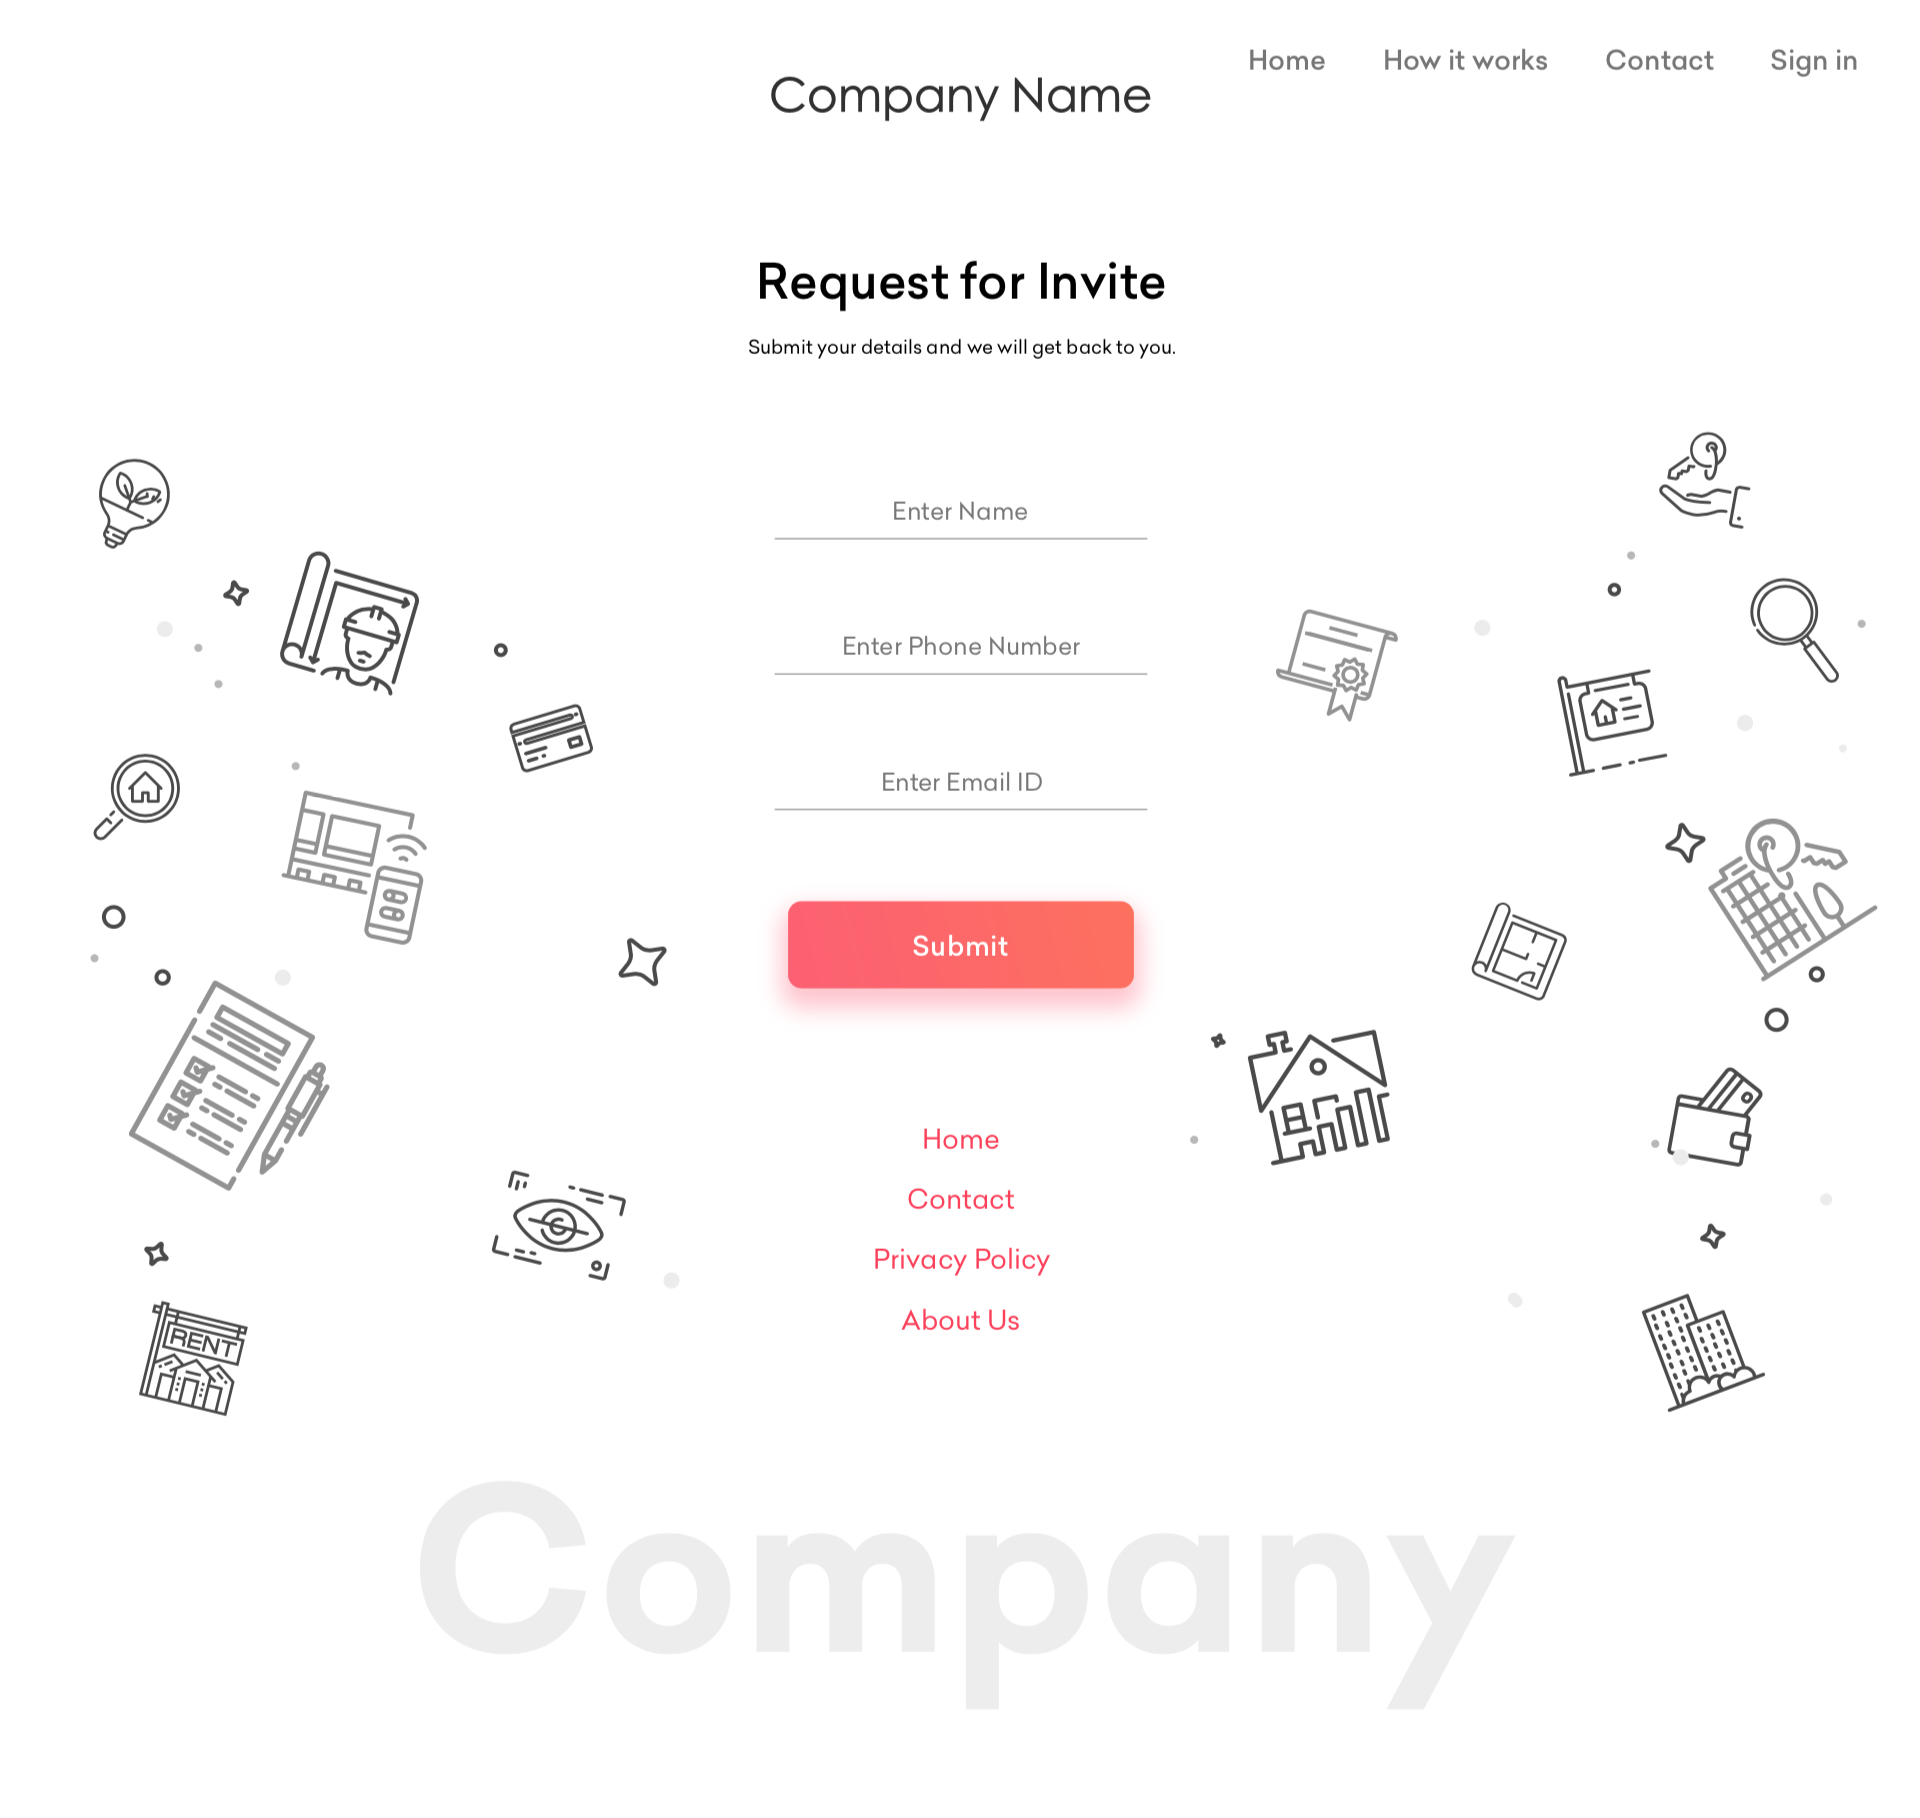 Home How it works Contact Sign in
Company Name
Request for Invite
Submit your details and we will get back to you.
Enter Name
Enter Phone Number
Enter Email ID
Submit
Home
Contact
Privacy Policy
About Us
RENT
Company